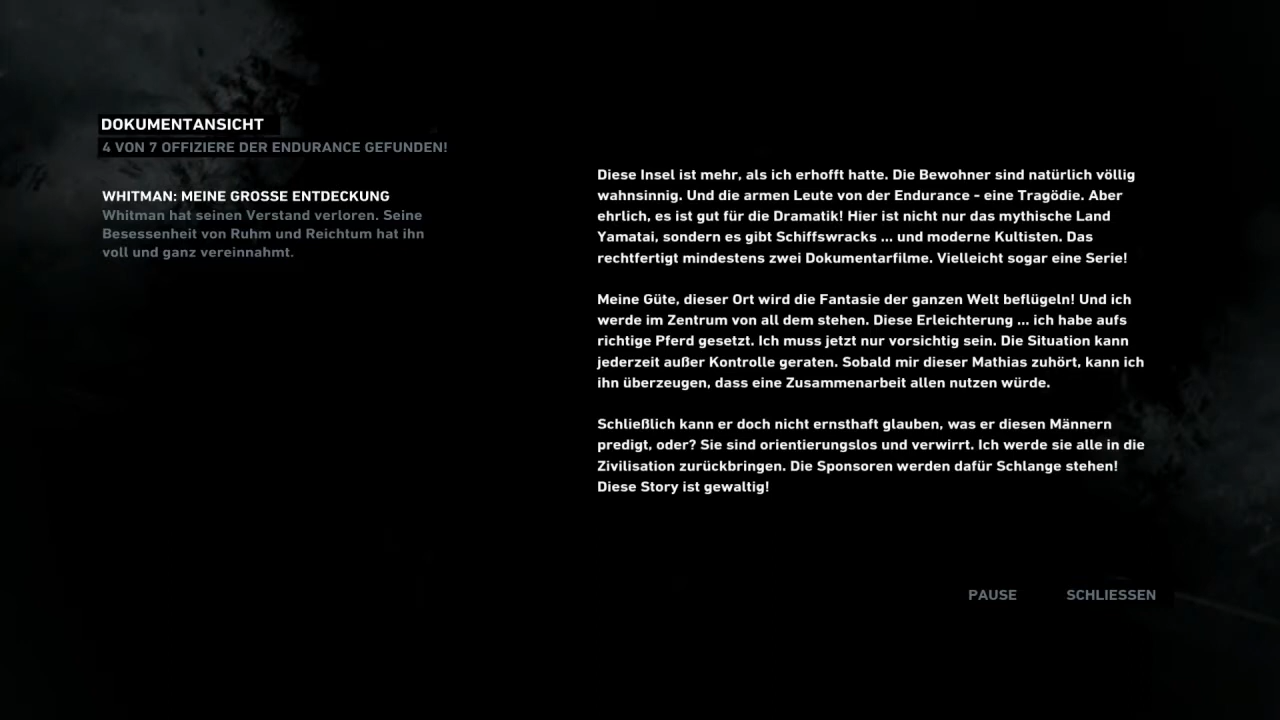 DOKUMENTANSICHT
4 VON 7 OFFIZIERE DER ENDURANCE GEFUNDEN!
WHITMAN: MEINE GROSSE ENTDECKUNG
Whitman hat seinen Verstand verloren. Seine
Besessenheit von Ruhm und Reichtum hat ihn
voll und ganz vereinnahmt.
Diese Insel ist mehr, als ich erhofft hatte. Die Bewohner sind natürlich völlig
wahnsinnig. Und die armen Leute von der Endurance - eine Tragödie. Aber
ehrlich, es ist gut für die Dramatik! Hier ist nicht nur das mythische Land
Yamatai, sondern es gibt Schiffswracks ... und moderne Kultisten. Das
rechtfertigt mindestens zwei Dokumentarfilme. Vielleicht sogar eine Serie!
Meine Güte, dieser Ort wird die Fantasie der ganzen Welt beflügeln! Und ich
werde im Zentrum von all dem stehen. Diese Erleichterung ... ich habe aufs
richtige Pferd gesetzt. Ich muss jetzt nur vorsichtig sein. Die Situation kann
jederzeit außer Kontrolle geraten. Sobald mir dieser Mathias zuhört, kann ich
ihn überzeugen, dass eine Zusammenarbeit allen nutzen würde.
Schließlich kann er doch nicht ernsthaft glauben, was er diesen Männern
predigt, oder? Sie sind orientierungslos und verwirrt. Ich werde sie alle in die
Zivilisation zurückbringen. Die Sponsoren werden dafür Schlange stehen!
Diese Story ist gewaltig!
PAUSE SCHLIESSEN